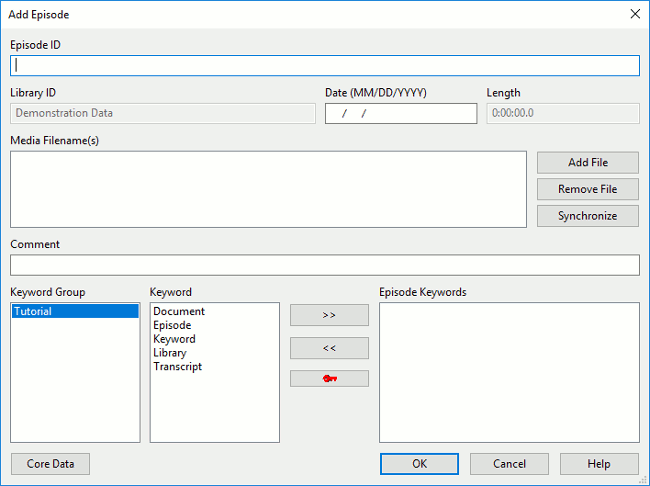 Add Episode
Episode ID
Library ID
Date (MM/DD/YYYY)
Length
Demonstration Data
/ /
0:00:00.0
Media Filename(s)
Add File
Remove File
Synchronize
Comment
Keyword Group
Keyword
Episode Keywords
Tutorial
Document
Episode
Keyword
Library
Transcript
>>
<<
Core Data
OK
Cancel
Help